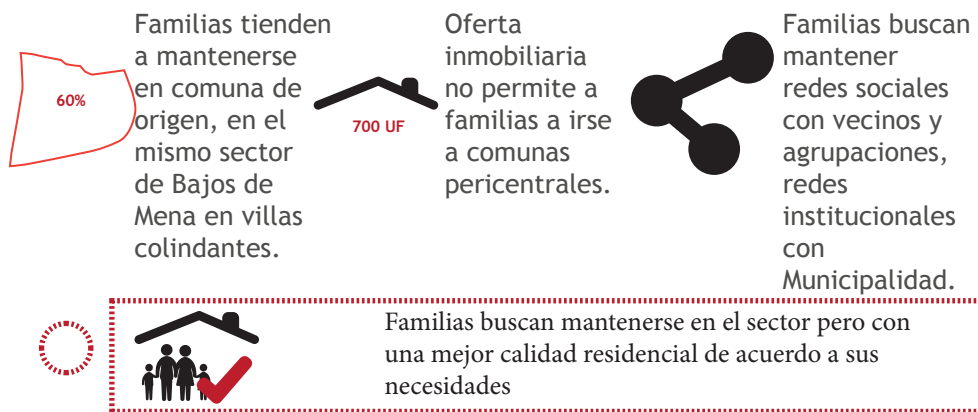 60%
Familias tienden
a mantenerse
en comuna de
origen, en el
mismo sector
de Bajos de
Mena en villas
colindantes.
700 UF
Oferta
inmobiliaria
no permite a
familias a irse
a comunas
pericentrales.
Familias buscan
mantener
redes sociales
con vecinos y
agrupaciones,
redes
institucionales
con
Municipalidad.
Familias buscan mantenerse en el sector pero con
una mejor calidad residencial de acuerdo a sus
necesidades